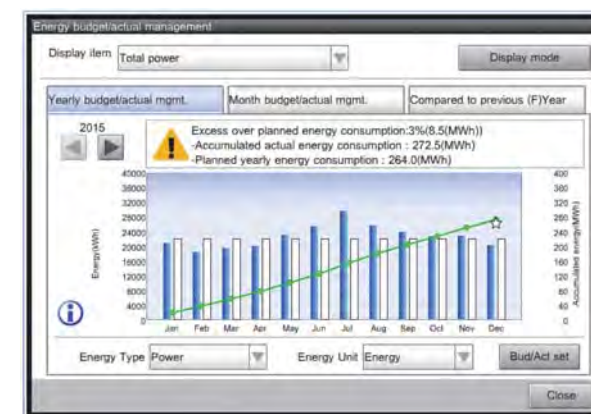 Energy budget/actual management
Display item
Total power
Display mode
Yearly budget/actual mgmt.
Month budget/actual mgmt.
Compared to previous (F)Year
2015
Excess over planned energy consumption:3%(8.5(MWh))
-Accumulated actual energy consumption : 272.5(MWh)
-Planned yearly energy consumption : 264.0(MWh)
Energy(kWh)
40000
36000
32000
28000
24000
20000
16000
12000
8000
4000
0
Jan Feb Mar Apr May Jun Jul Aug Sep Oct Nov Dec
400
360
320
280
240
200
160
120
80
40
0
Accumulated energy(MWh)
Energy Type
Power
Energy Unit
Energy
Bud/Act set
Close